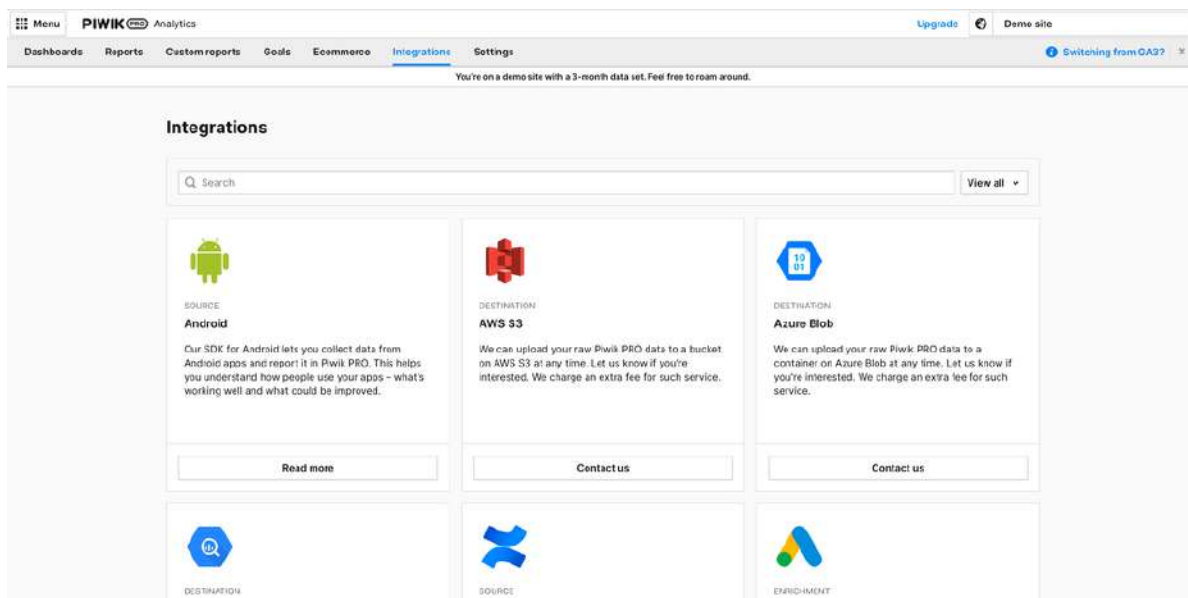 Menu PIWIK PRO Analytics Upgrade Demo site
Dashboards Reports Custom reports Goals Ecommerce Integrations Settings Switching from GA3? ×
You're on a demo site with a 3-month data set. Feel free to roam around.
Integrations
Search View all
SOURCE
Android
Our SDK for Android lets you collect data from
Android apps and report it in Piwik PRO. This helps
you understand how people use your apps – what's
working well and what could be improved.
Read more
DESTINATION
AWS S3
We can upload your raw Piwik PRO data to a bucket
on AWS S3 at any time. Let us know if you're
interested. We charge an extra fee for such service.
Contact us
10
01
DESTINATION
Azure Blob
We can upload your raw Piwik PRO data to a
container on Azure Blob at any time. Let us know if
you're interested. We charge an extra fee for such
service.
Contact us
DESTINATION
SOURCE
ENRICHMENT